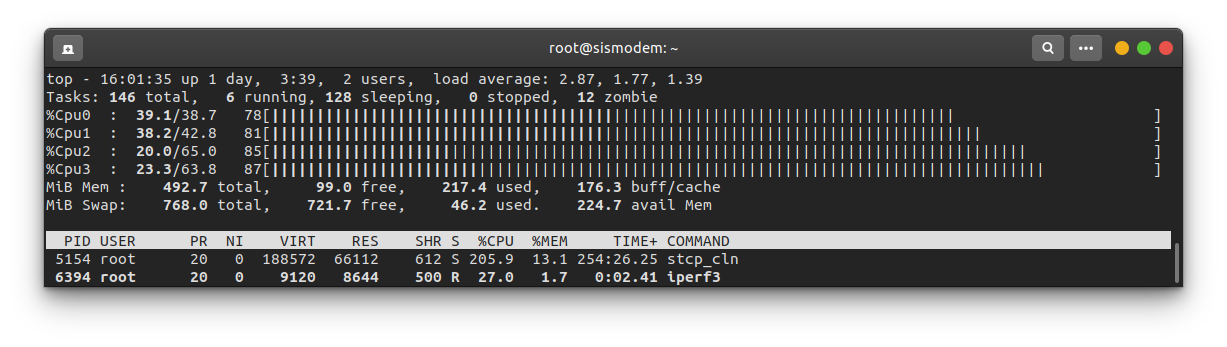 root@sismodem: ~
top - 16:01:35 up 1 day,  3:39,  2 users,  load average: 2.87, 1.77, 1.39
Tasks: 146 total,   6 running, 128 sleeping,   0 stopped,  12 zombie
%Cpu0  :  39.1/38.7   78[||||||||||||||||||||||||||||||||||||||||||||||||||||||||||||||||||||||||||||                      ]
%Cpu1  :  38.2/42.8   81[|||||||||||||||||||||||||||||||||||||||||||||||||||||||||||||||||||||||||||||||                   ]
%Cpu2  :  20.0/65.0   85[||||||||||||||||||||||||||||||||||||||||||||||||||||||||||||||||||||||||||||||||||||              ]
%Cpu3  :  23.3/63.8   87[||||||||||||||||||||||||||||||||||||||||||||||||||||||||||||||||||||||||||||||||||||||            ]
MiB Mem :    492.7 total,     99.0 free,    217.4 used,    176.3 buff/cache
MiB Swap:    768.0 total,    721.7 free,     46.2 used.    224.7 avail Mem
PID USER      PR  NI    VIRT    RES    SHR S  %CPU  %MEM     TIME+ COMMAND
5154 root      20   0  188572  66112    612 S 205.9  13.1 254:26.25 stcp_cln
6394 root      20   0    9120   8644    500 R  27.0   1.7   0:02.41 iperf3